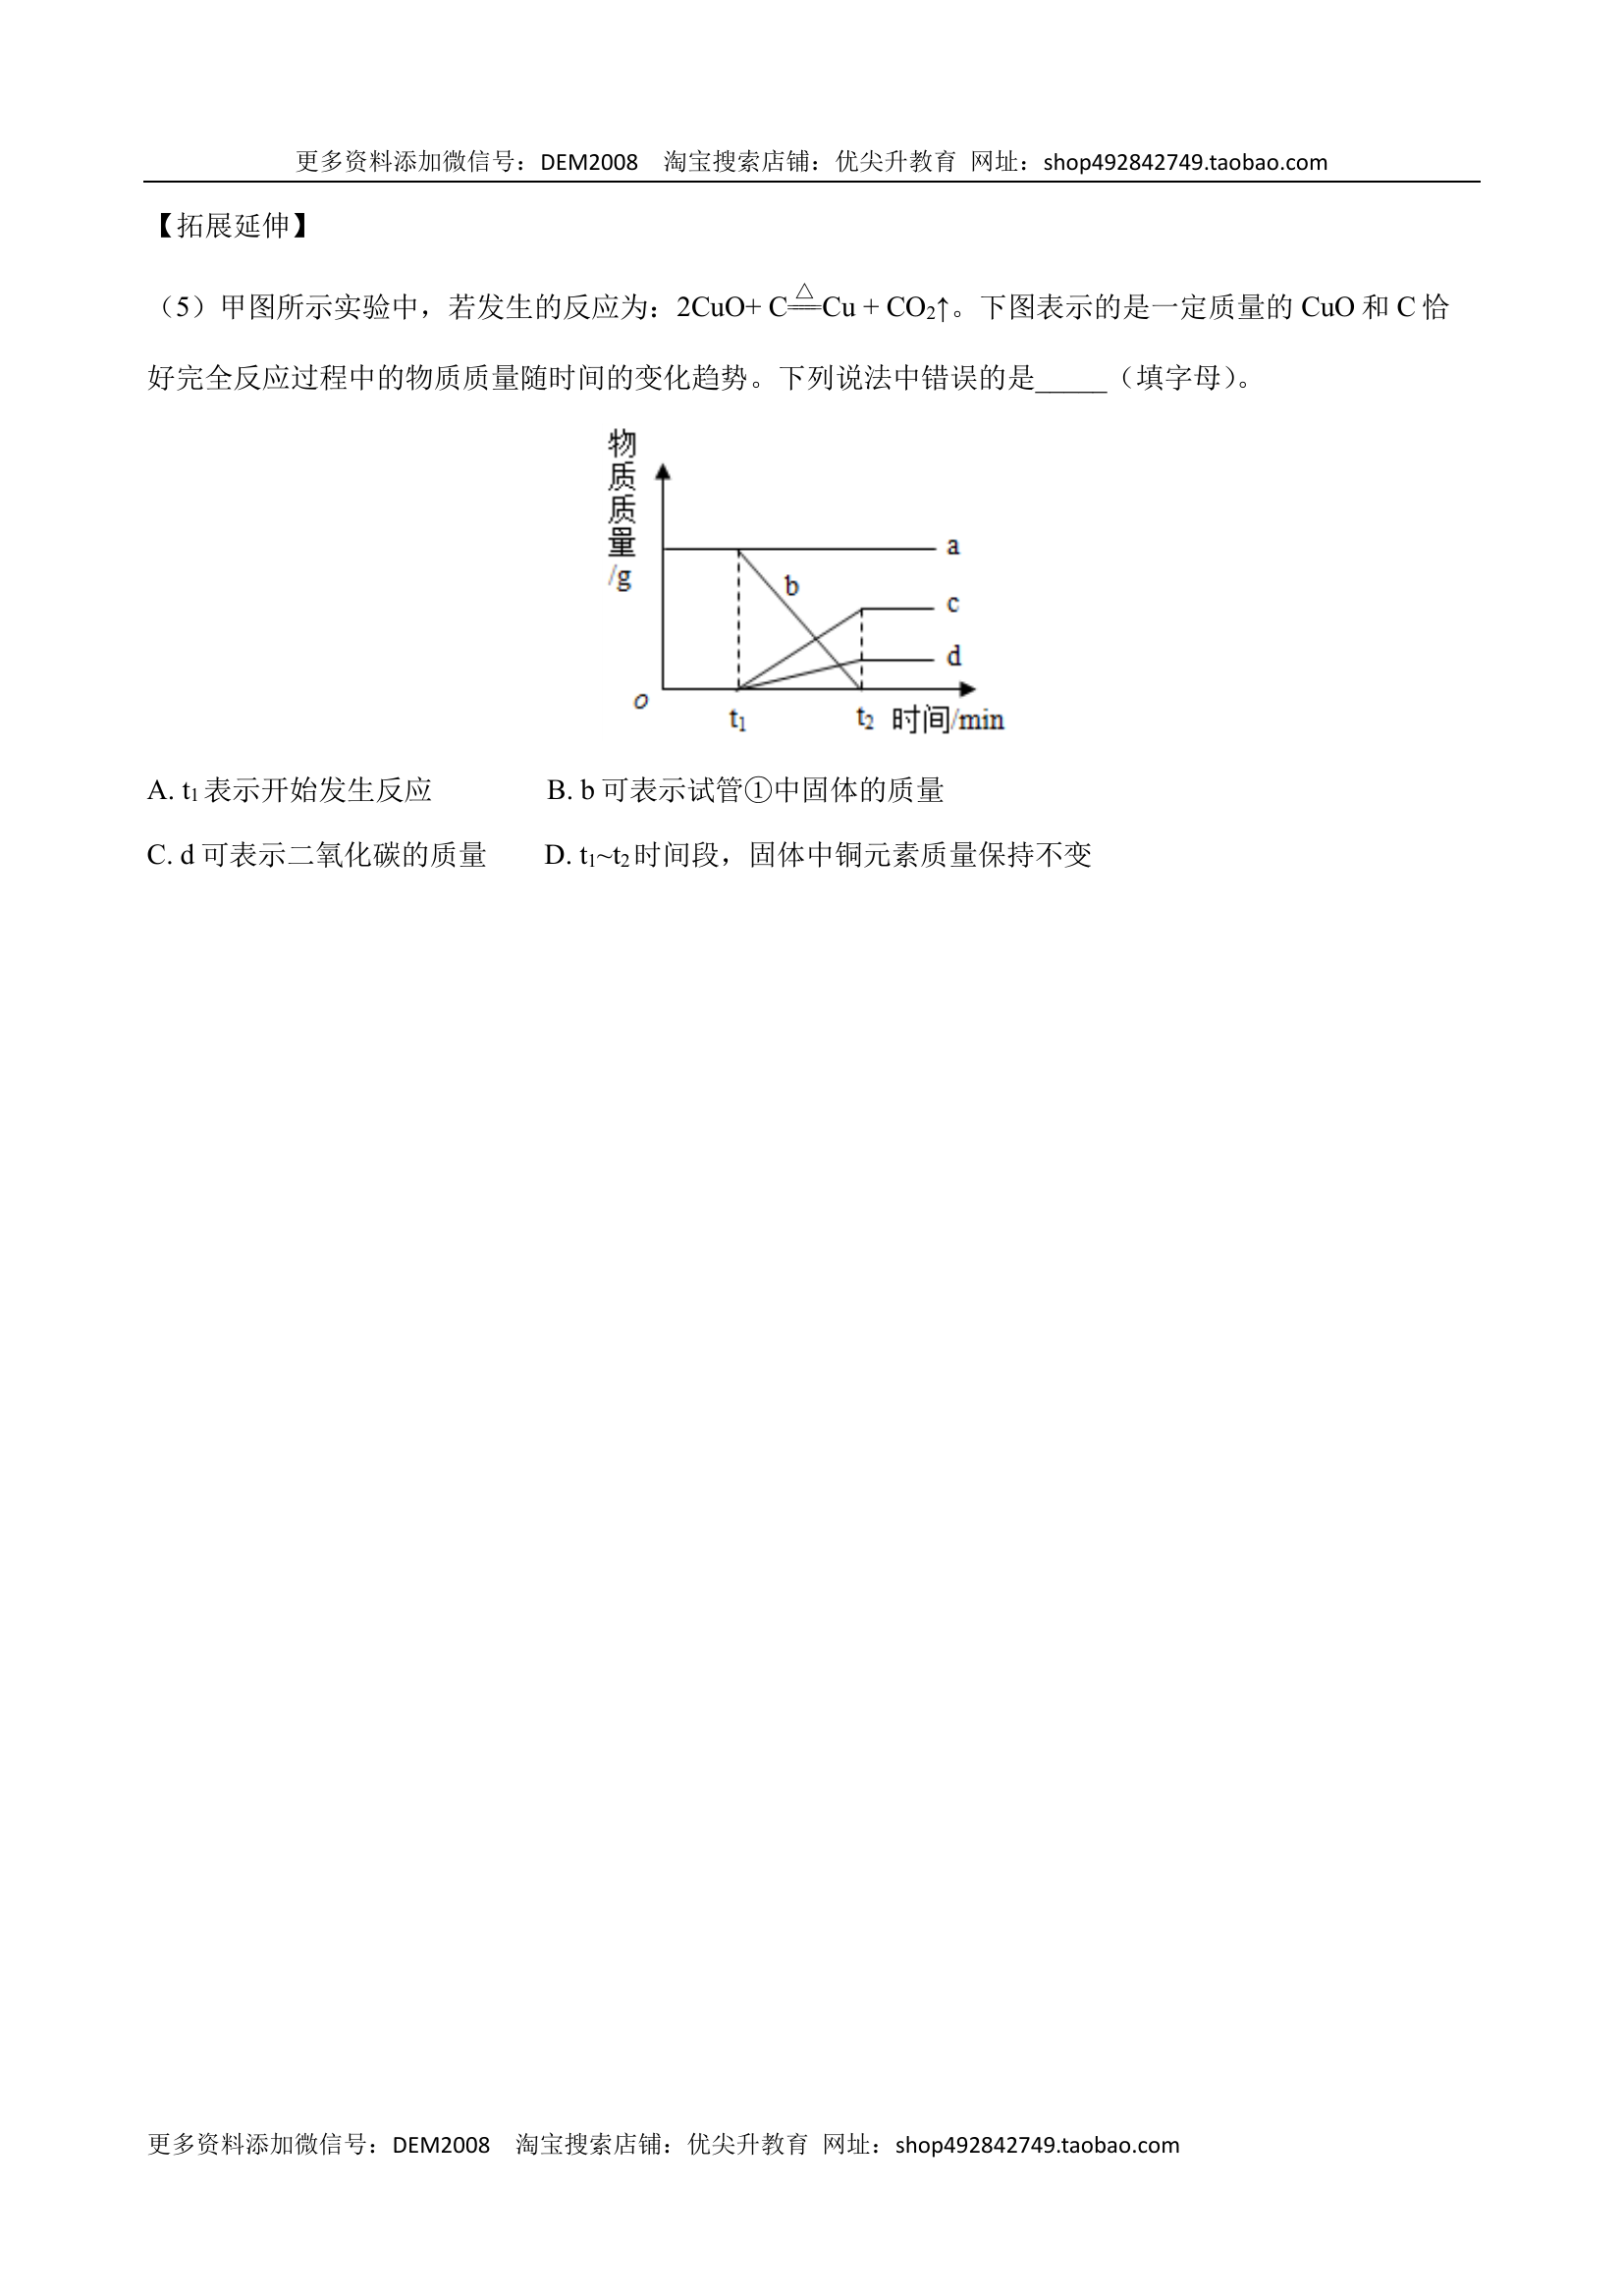 更多资料添加微信号：DEM2008 淘宝搜索店铺：优尖升教育 网址：shop492842749.taobao.com
【拓展延伸】
（5）甲图所示实验中，若发生的反应为：2CuO+ C△══Cu + CO₂↑。下图表示的是一定质量的 CuO 和 C 恰
好完全反应过程中的物质质量随时间的变化趋势。下列说法中错误的是_____（填字母）。
物质质量/g
a
b
c
d
o
t₁
t₂
时间/min
A. t₁表示开始发生反应 B. b 可表示试管①中固体的质量
C. d 可表示二氧化碳的质量 D. t₁~t₂时间段，固体中铜元素质量保持不变
更多资料添加微信号：DEM2008 淘宝搜索店铺：优尖升教育 网址：shop492842749.taobao.com